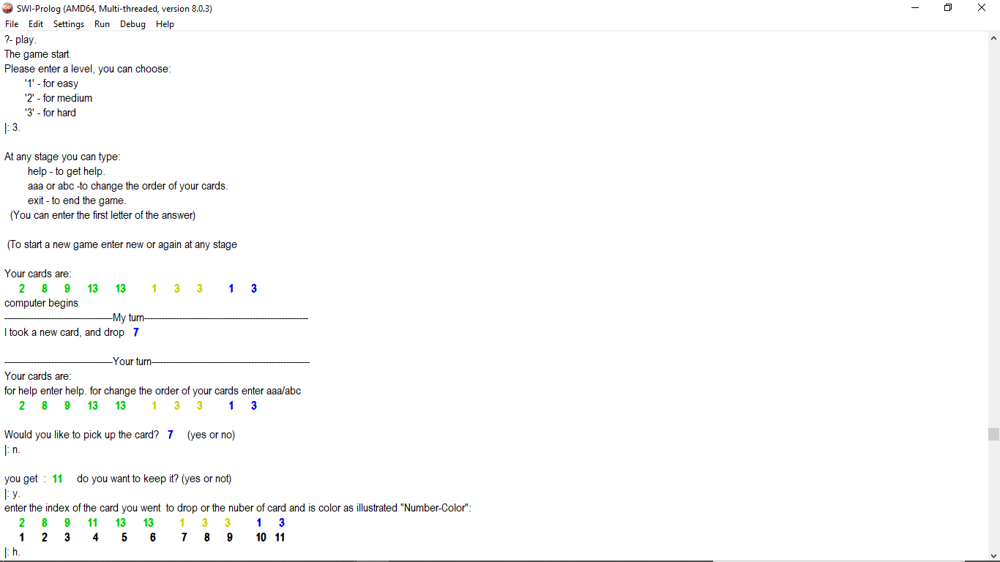 SWI-Prolog (AMD64, Multi-threaded, version 8.0.3)
File Edit Settings Run Debug Help
?- play.
The game start
Please enter a level, you can choose:
'1' - for easy
'2' - for medium
'3' - for hard
|: 3.
At any stage you can type:
help - to get help.
aaa or abc -to change the order of your cards.
exit - to end the game.
(You can enter the first letter of the answer)
(To start a new game enter new or again at any stage
Your cards are:
2 8 9 13 13 1 3 3 1 3
computer begins
-------------------------------------My turn--------------------------------------------------------
I took a new card, and drop 7
-------------------------------------Your turn------------------------------------------------------
Your cards are:
for help enter help. for change the order of your cards enter aaa/abc
2 8 9 13 13 1 3 3 1 3
Would you like to pick up the card? 7 (yes or no)
|: n.
you get : 11 do you want to keep it? (yes or not)
|: y.
enter the index of the card you went to drop or the nuber of card and is color as illustrated "Number-Color":
2 8 9 11 13 13 1 3 3 1 3
1 2 3 4 5 6 7 8 9 10 11
|: h.